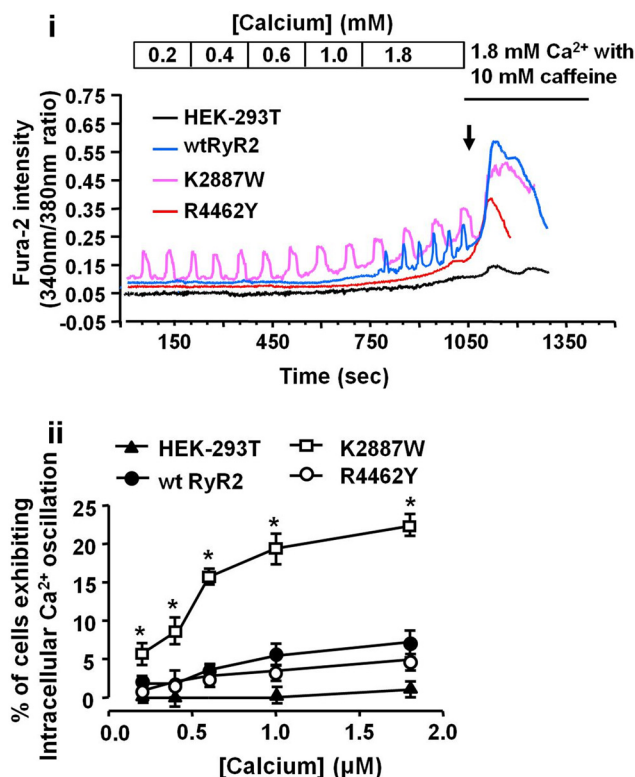 i
[Calcium] (mM)
0.2 0.4 0.6 1.0 1.8
1.8 mM Ca²⁺ with
10 mM caffeine
HEK-293T
wtRyR2
K2887W
R4462Y
Fura-2 intensity
(340nm/380nm ratio)
0.75
0.65
0.55
0.45
0.35
0.25
0.15
0.05
-0.05
150 450 750 1050 1350
Time (sec)
ii
HEK-293T K2887W
wt RyR2 R4462Y
% of cells exhibiting
Intracellular Ca²⁺ oscillation
25
20
15
10
5
0
* * * * *
0.0 0.5 1.0 1.5 2.0
[Calcium] (µM)